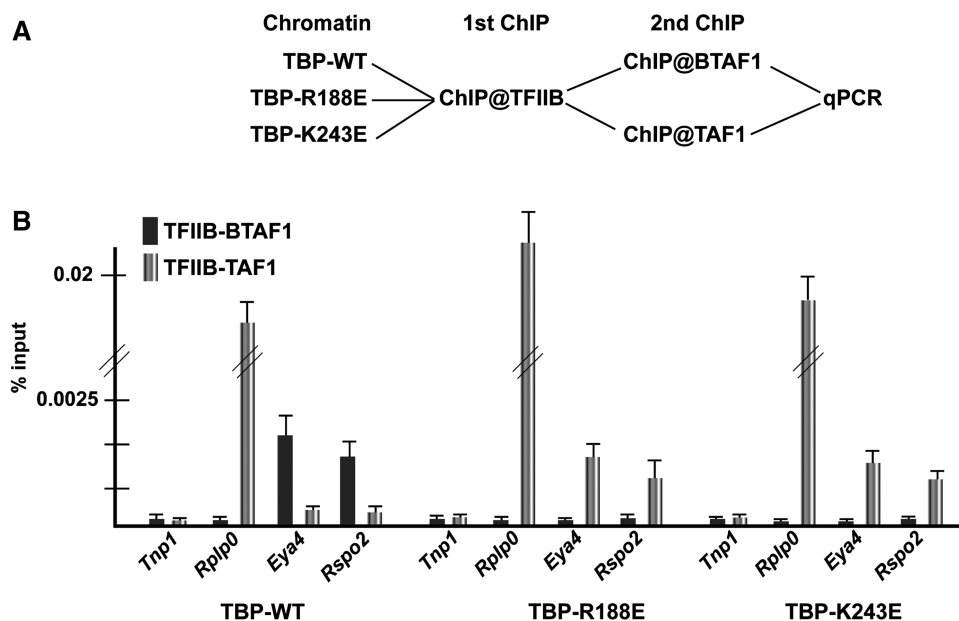 A
Chromatin 1st ChIP 2nd ChIP
TBP-WT ChIP@BTAF1
TBP-R188E ChIP@TFIIB qPCR
TBP-K243E ChIP@TAF1
B
TFIIB-BTAF1
TFIIB-TAF1
% input
0.02
0.0025
Tnp1 Rplp0 Eya4 Rspo2 Tnp1 Rplp0 Eya4 Rspo2 Tnp1 Rplp0 Eya4 Rspo2
TBP-WT TBP-R188E TBP-K243E